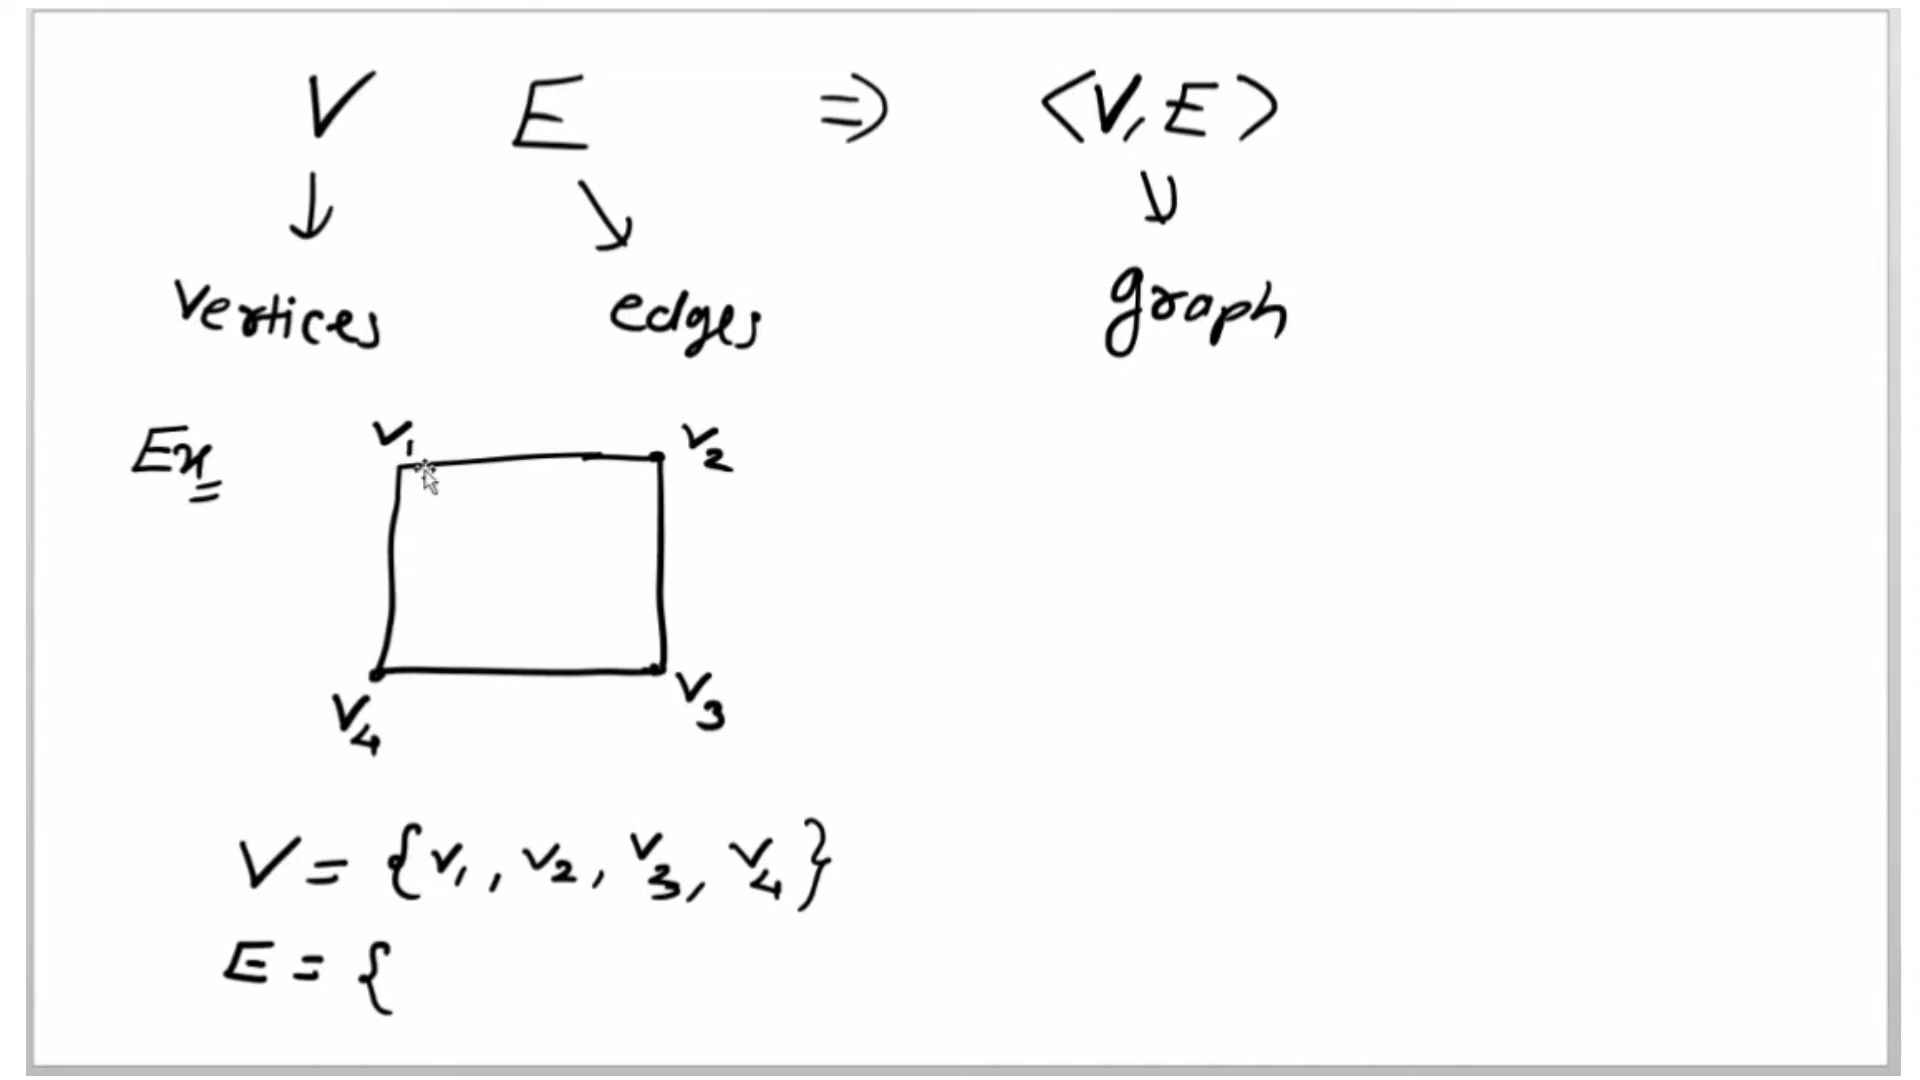 V E ⇒ <V, E>
vertices edges graph
Ex
v1 v2
v4 v3
V = {v1, v2, v3, v4}
E = {